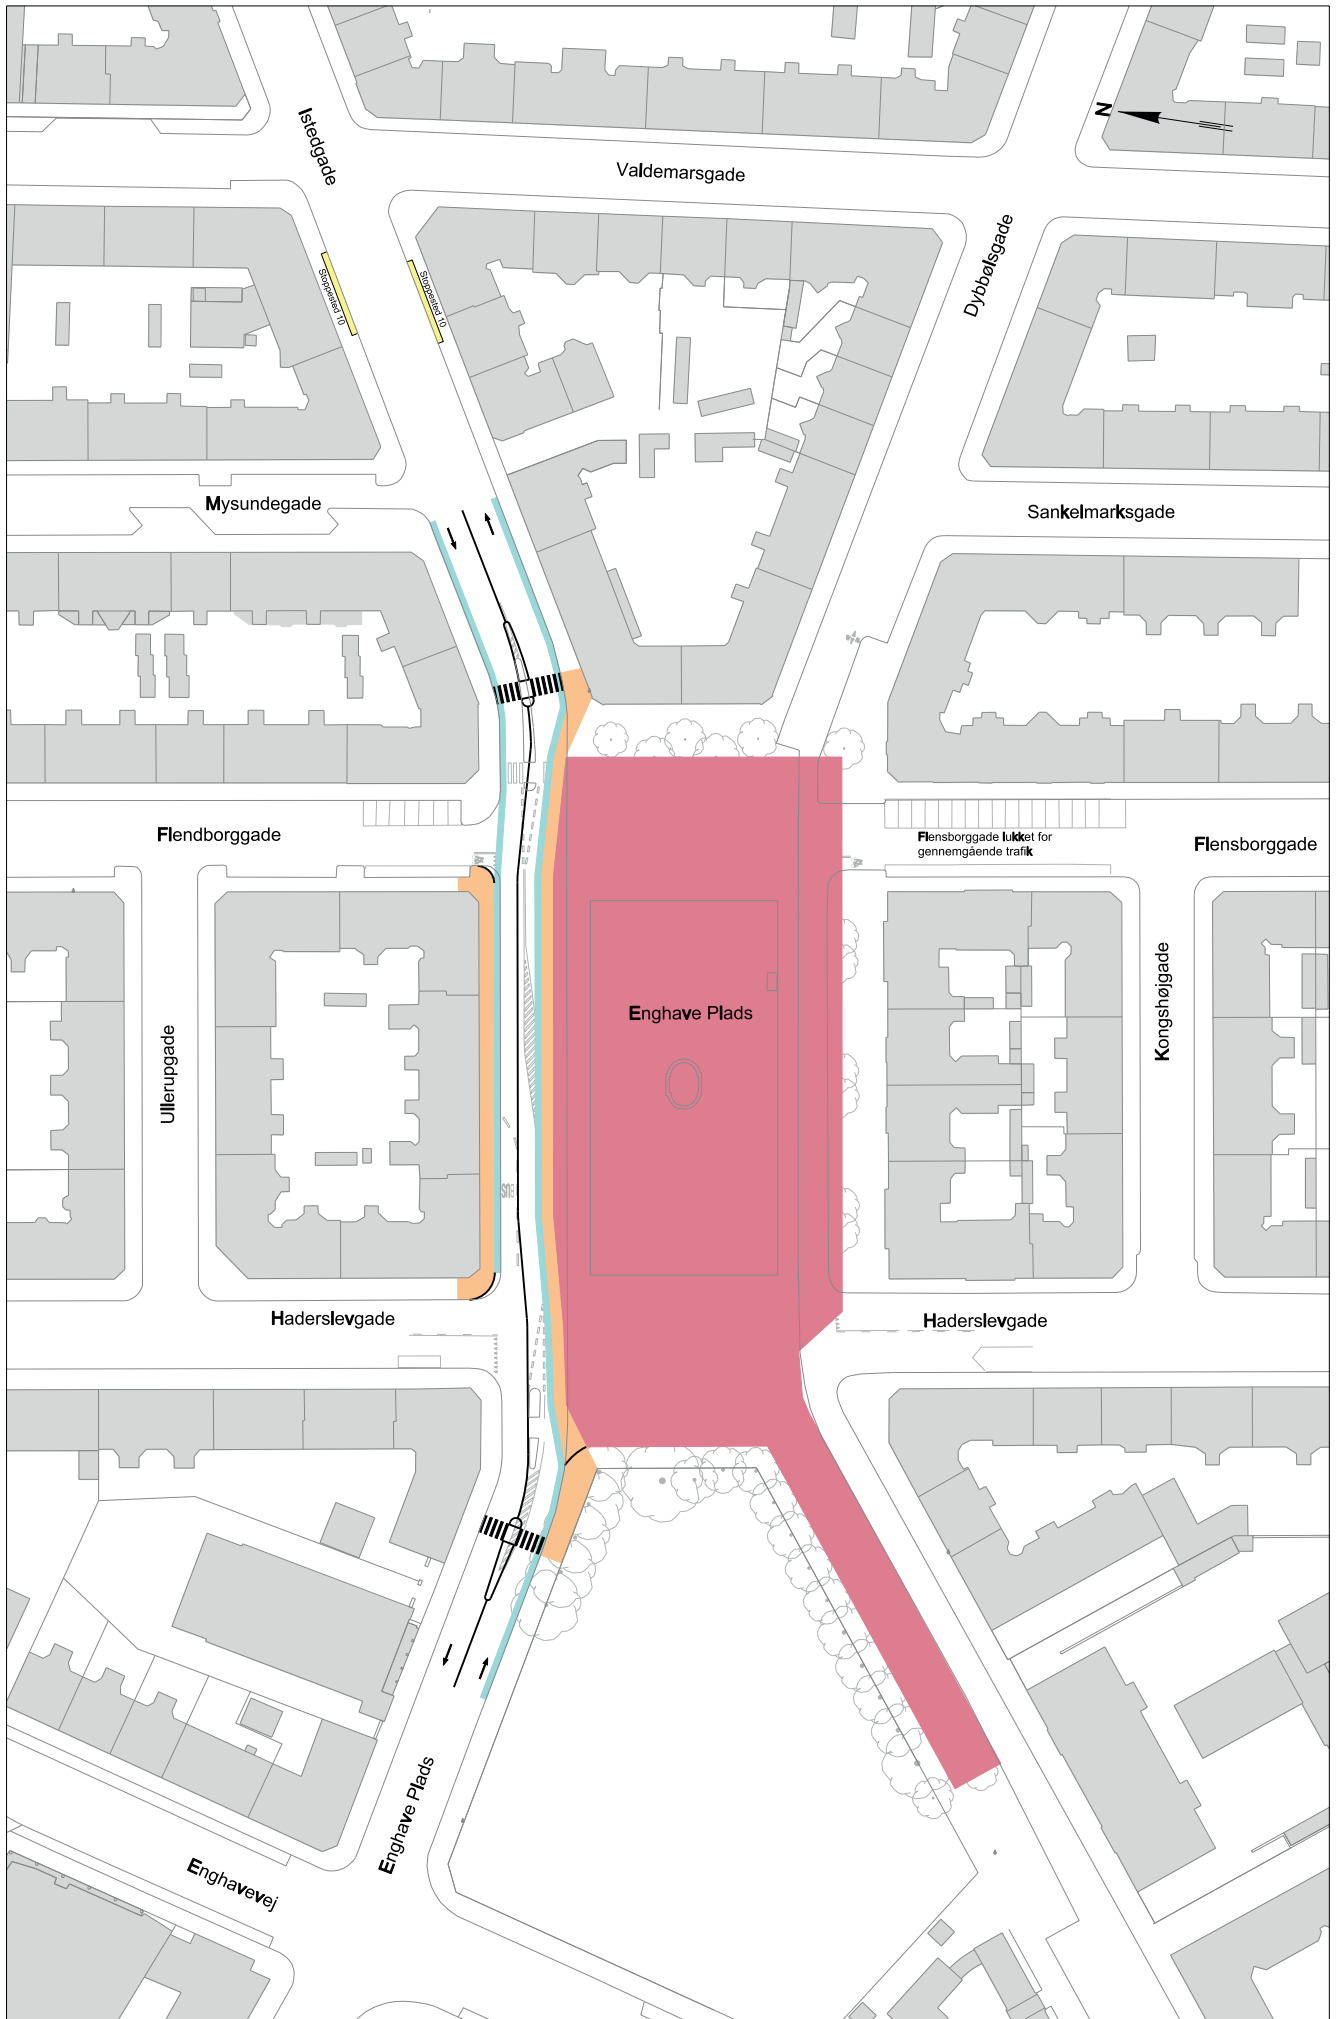 N
Istedgade
Valdemarsgade
Dybbølsgade
Stoppested 10
Stoppested 10
Mysundegade
Sankelmarksgade
Flendborggade
Flensborggade lukket for
gennemgående trafik
Flensborggade
Enghave Plads
Ullerupgade
Kongshøjgade
BUS
Haderslevgade
Haderslevgade
Enghave Plads
Enghavevej